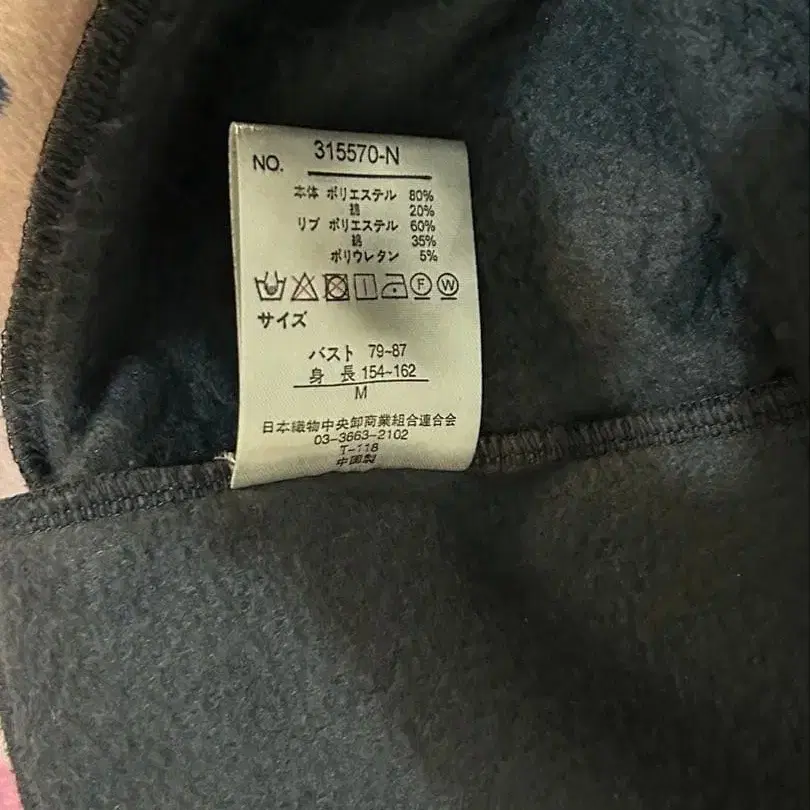 NO. 315570-N
本体 ポリエステル 80%
綿 20%
リブ ポリエステル 60%
綿 35%
ポリウレタン 5%
F W
サイズ
バスト 79~87
身 長 154~162
M
日本織物中央卸商業組合連合会
03-3663-2102
T-118
中国製